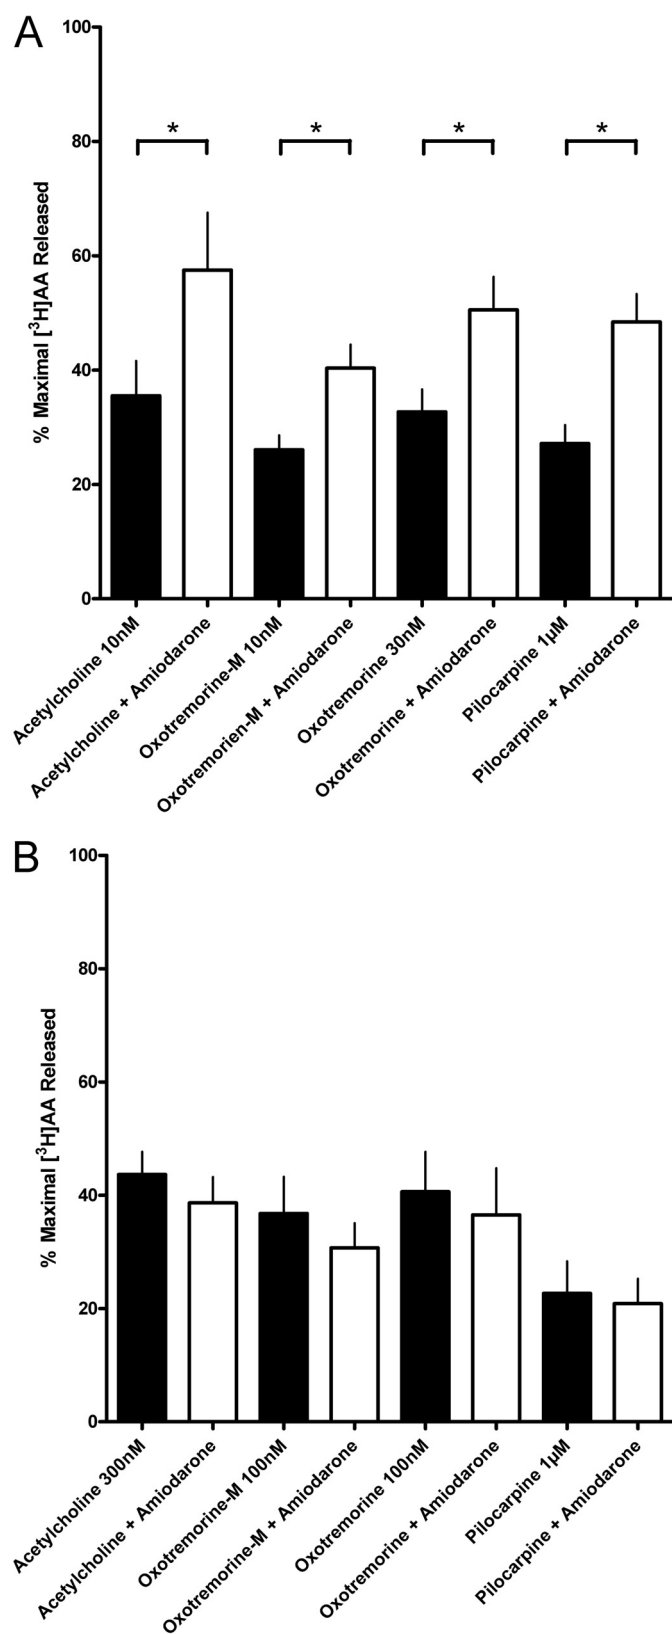 A
% Maximal [³H]AA Released
100
80
60
40
20
0
* * * *
Acetylcholine 10nM
Acetylcholine + Amiodarone
Oxotremorine-M 10nM
Oxotremorien-M + Amiodarone
Oxotremorine 30nM
Oxotremorine + Amiodarone
Pilocarpine 1µM
Pilocarpine + Amiodarone
B
% Maximal [³H]AA Released
100
80
60
40
20
0
Acetylcholine 300nM
Acetylcholine + Amiodarone
Oxotremorine-M 100nM
Oxotremorine-M + Amiodarone
Oxotremorine 100nM
Oxotremorine + Amiodarone
Pilocarpine 1µM
Pilocarpine + Amiodarone